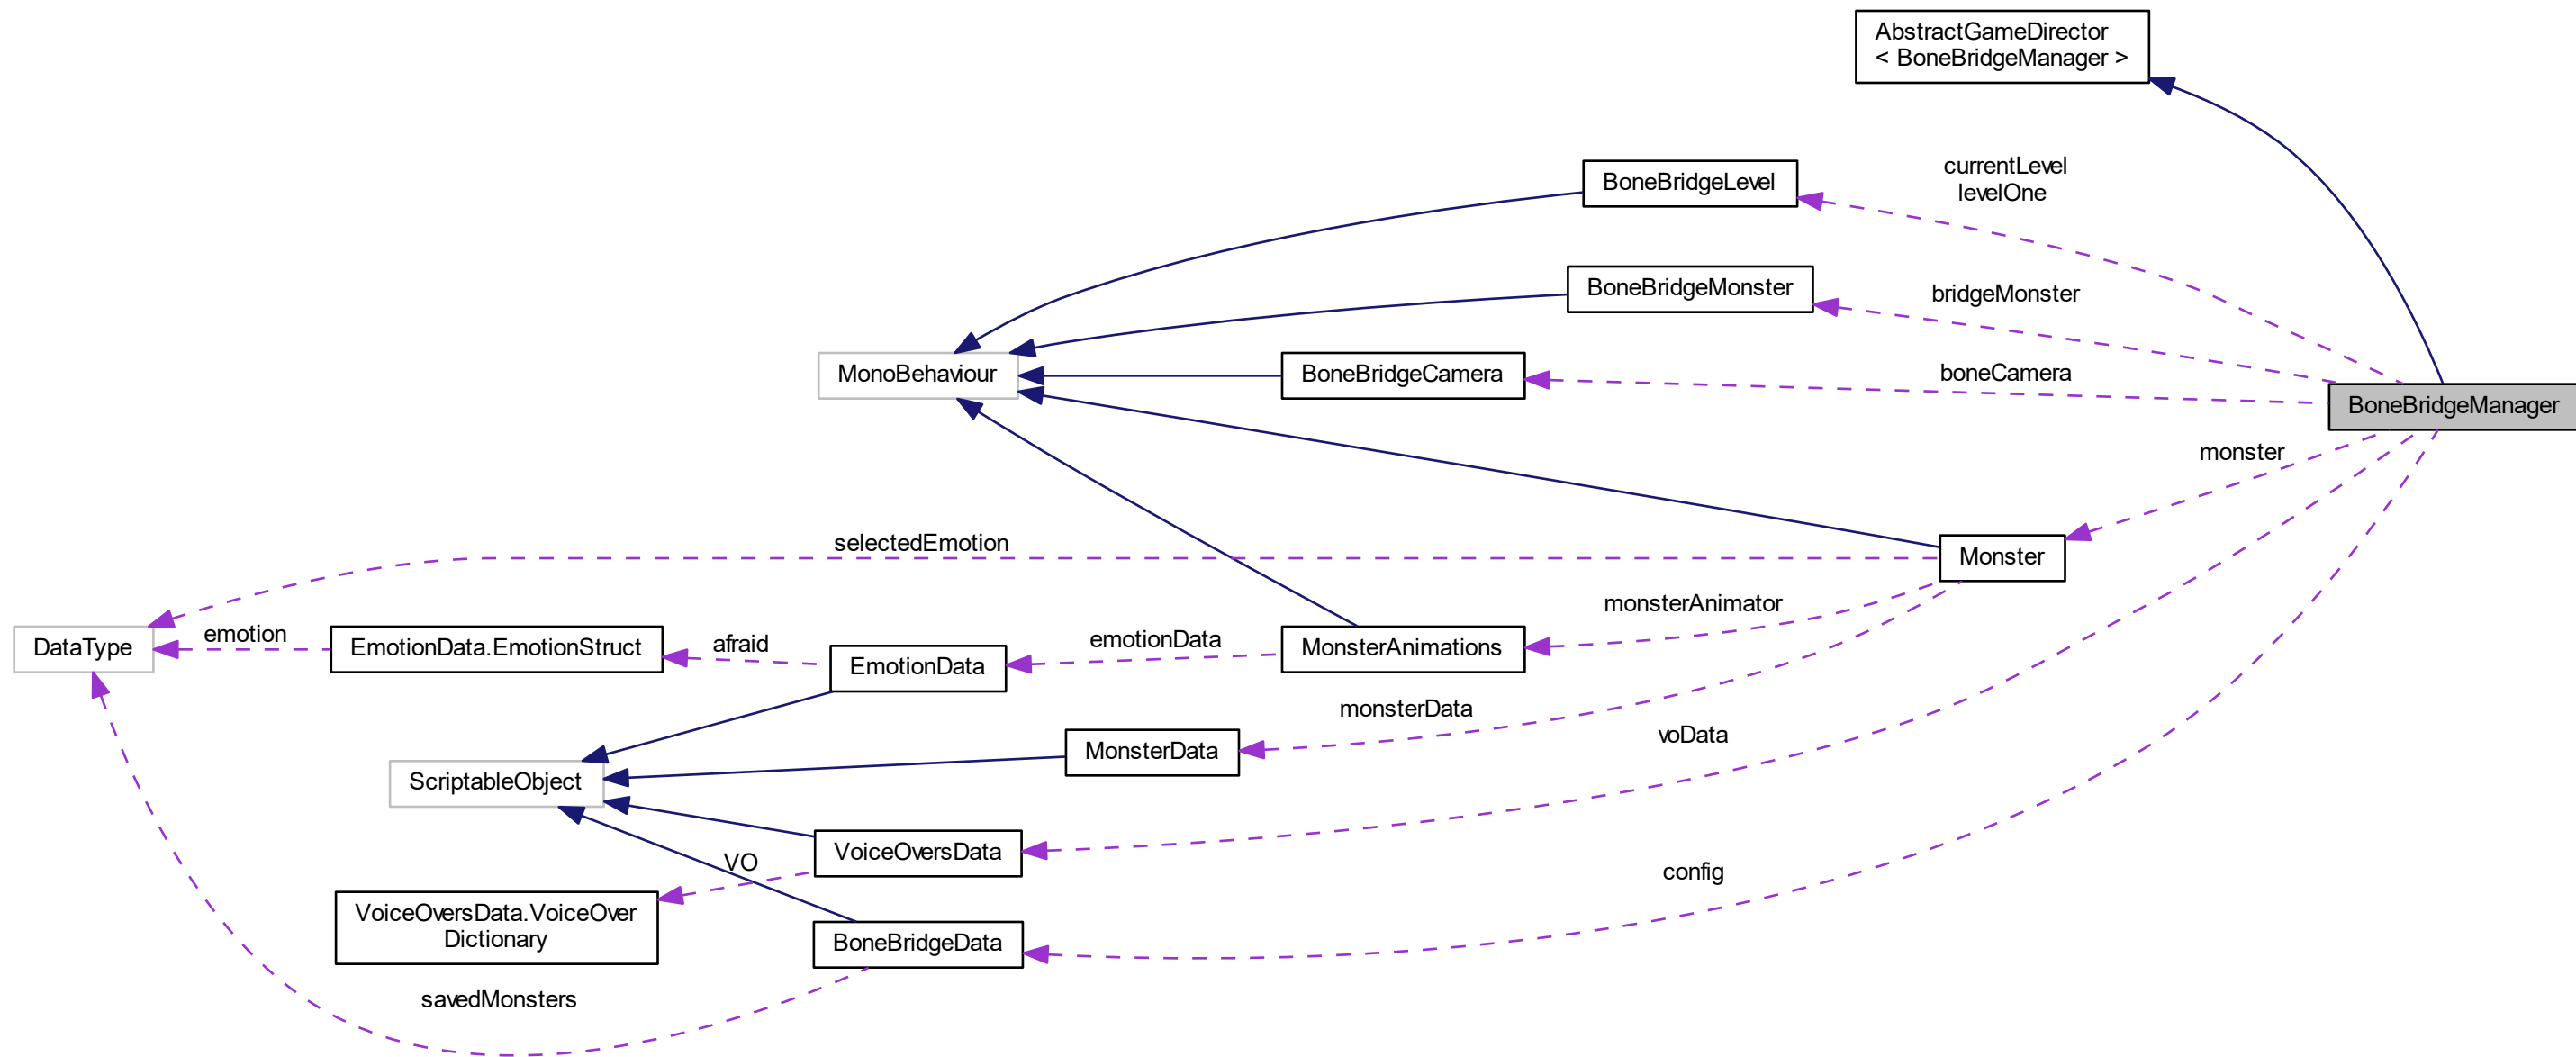 AbstractGameDirector
< BoneBridgeManager >
currentLevel
levelOne
BoneBridgeLevel
bridgeMonster
BoneBridgeMonster
MonoBehaviour
BoneBridgeCamera
boneCamera
BoneBridgeManager
monster
selectedEmotion
Monster
monsterAnimator
DataType
emotion
EmotionData.EmotionStruct
afraid
EmotionData
emotionData
MonsterAnimations
monsterData
voData
ScriptableObject
MonsterData
VO
VoiceOversData
config
VoiceOversData.VoiceOver
Dictionary
BoneBridgeData
savedMonsters